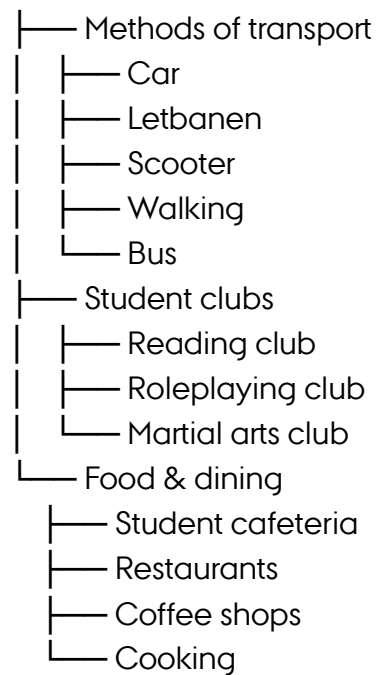 Methods of transport
Car
Letbanen
Scooter
Walking
Bus
Student clubs
Reading club
Roleplaying club
Martial arts club
Food & dining
Student cafeteria
Restaurants
Coffee shops
Cooking